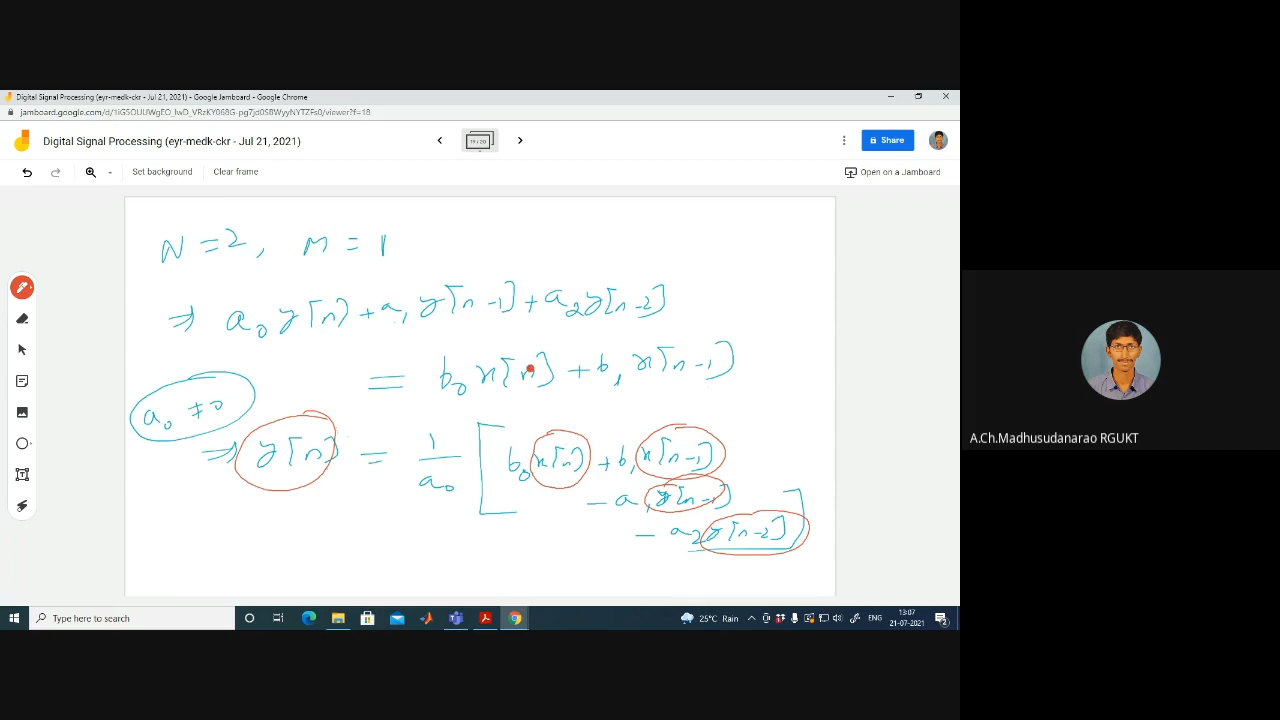 Digital Signal Processing (eyr-medk-ckr - Jul 21, 2021) - Google Jamboard - Google Chrome
Digital Signal Processing (eyr-medk-ckr - Jul 21, 2021)
19 / 20
Share
Set background
Clear frame
Open on a Jamboard
N = 2, M = 1
⇒ a₀ y[n] + a₁ y[n-1] + a₂ y[n-2]
= b₀ x[n] + b₁ x[n-1]
a₀ ≠ 0
⇒ y[n] = 1/a₀ [ b₀ x[n] + b₁ x[n-1]
- a₁ y[n-1]
- a₂ y[n-2] ]
A.Ch.Madhusudanarao RGUKT
Type here to search
25°C Rain
ENG
13:07
21-07-2021
2